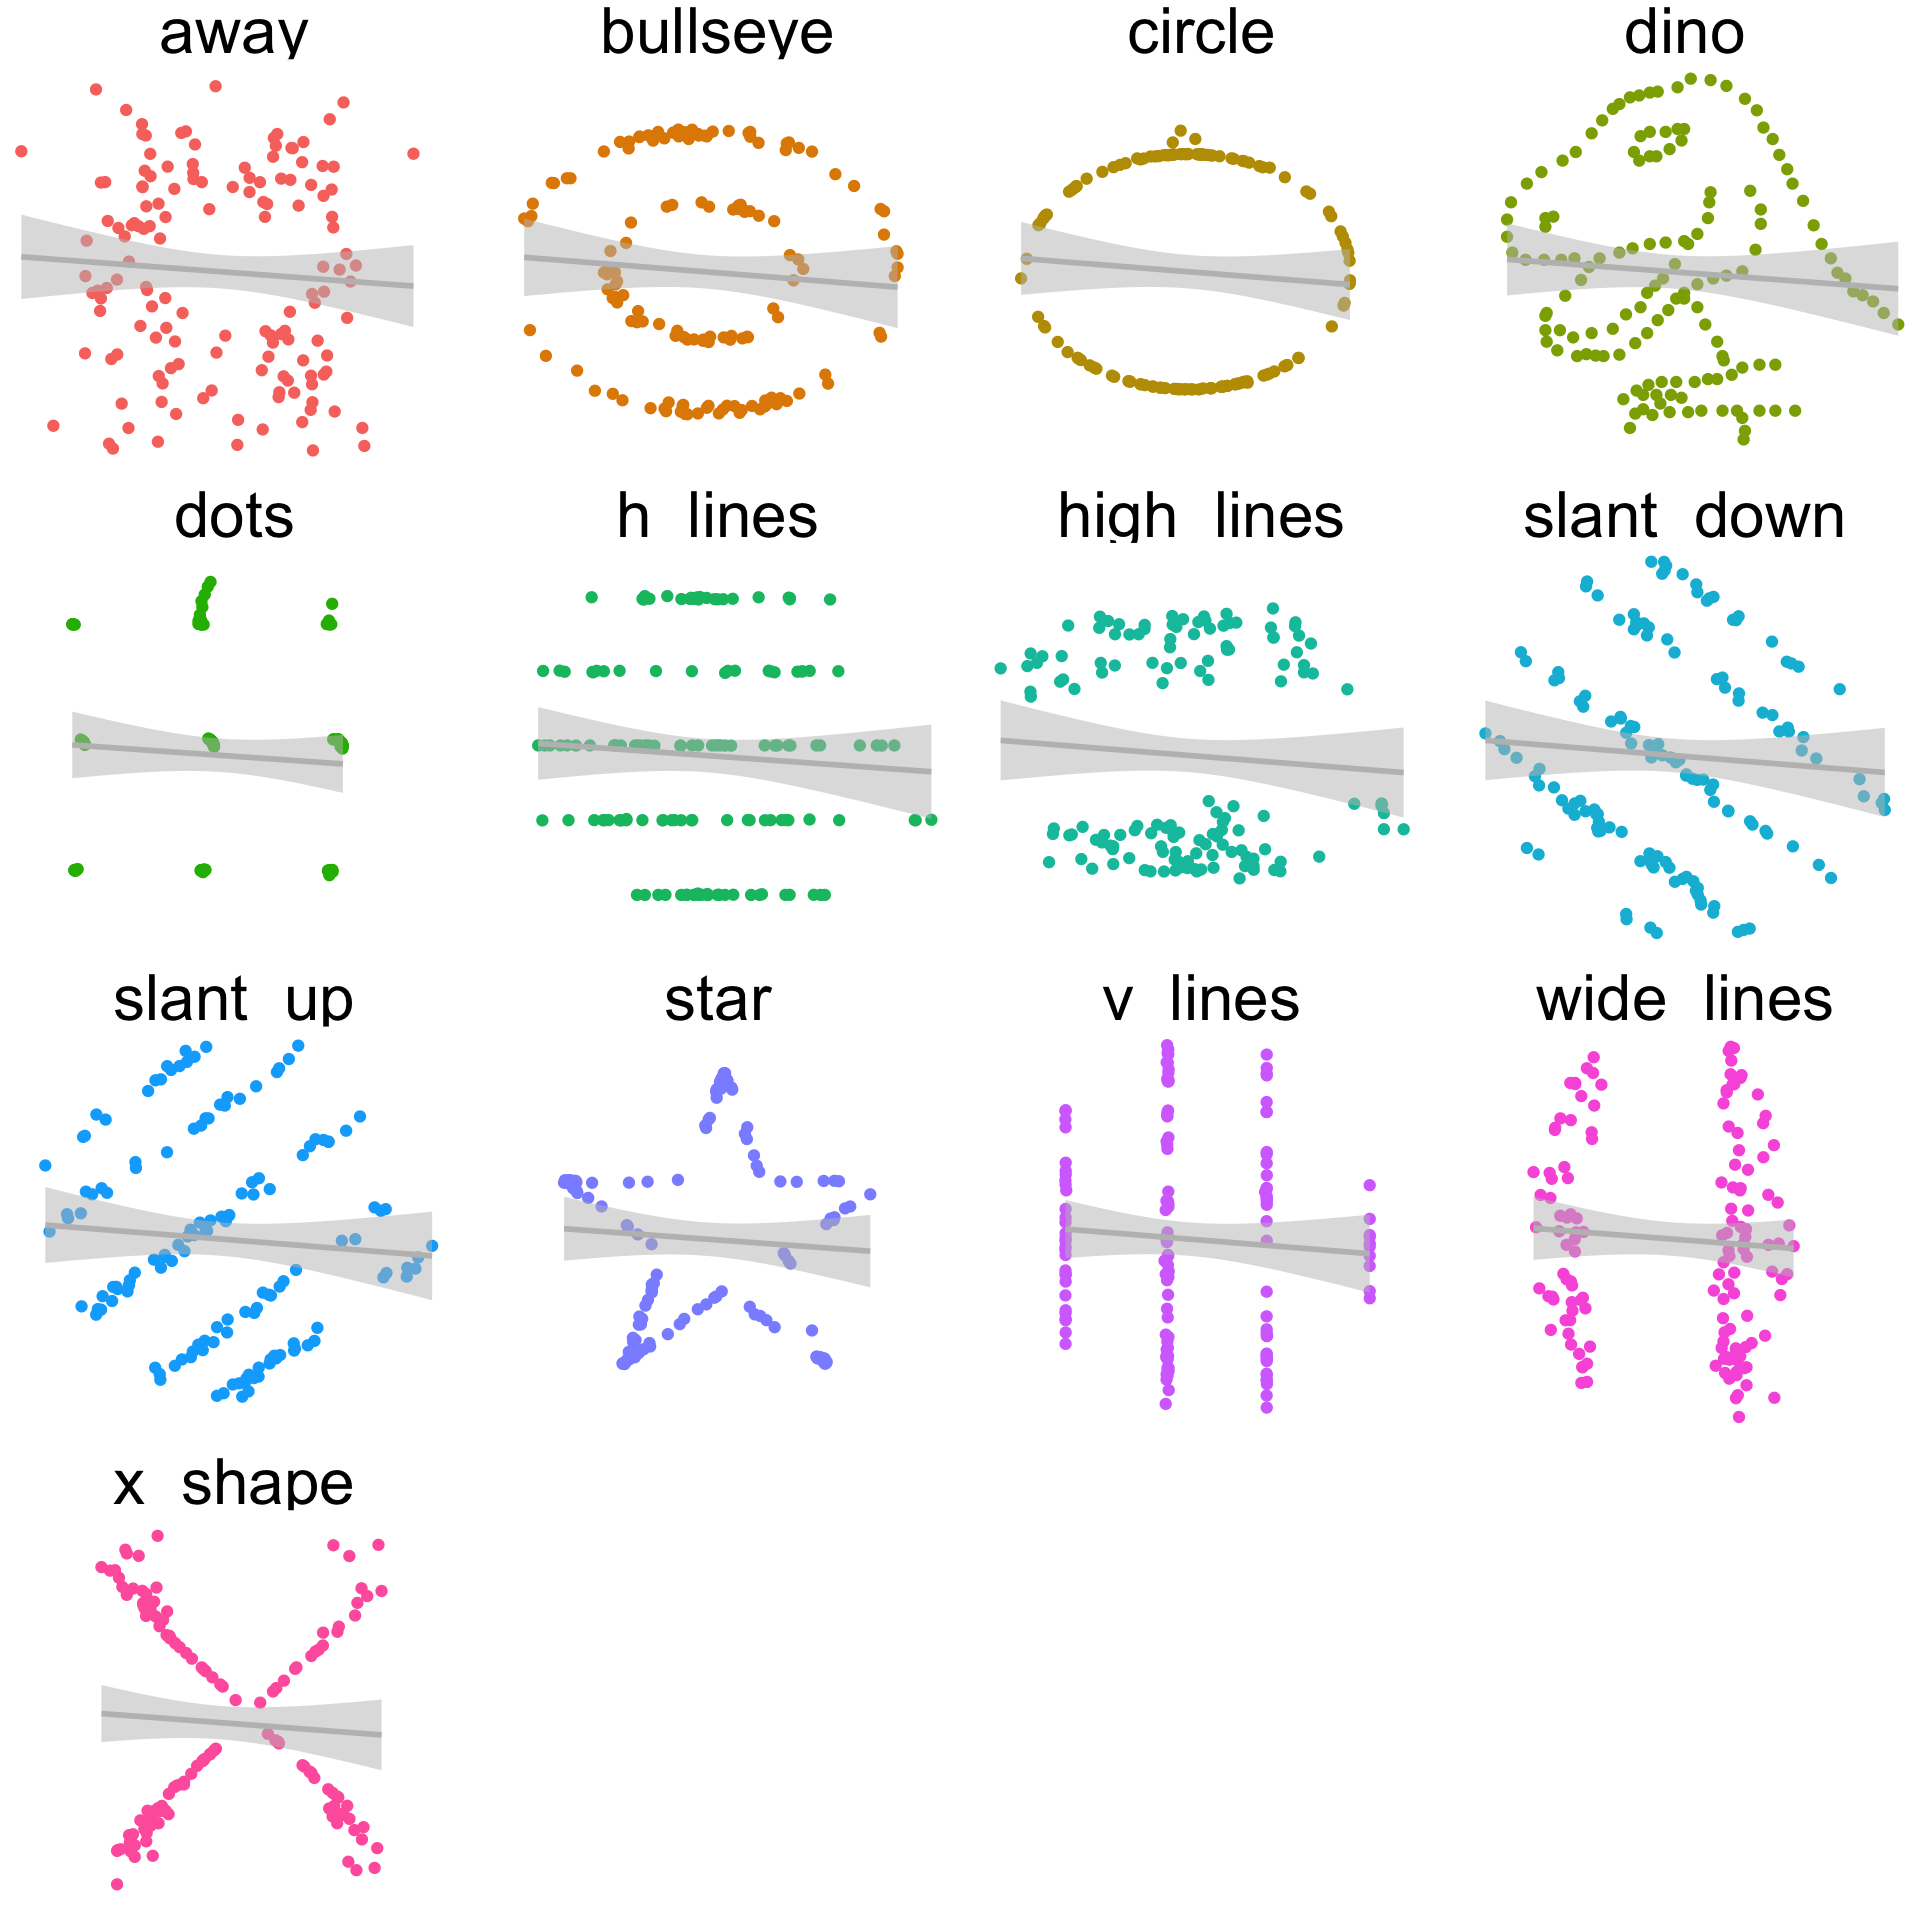 away
bullseye
circle
dino
dots
h lines
high lines
slant down
slant up
star
v lines
wide lines
x shape